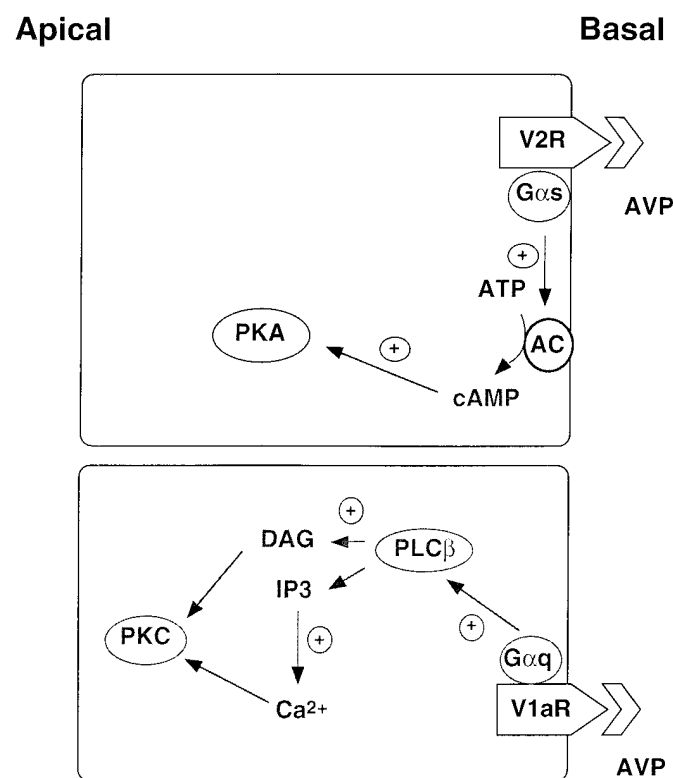 Apical Basal
V2R
Gαs
AVP
+
ATP
PKA
+
AC
cAMP
+
DAG
PLCβ
IP3
PKC
+
+
Gαq
Ca²⁺
V1aR
AVP